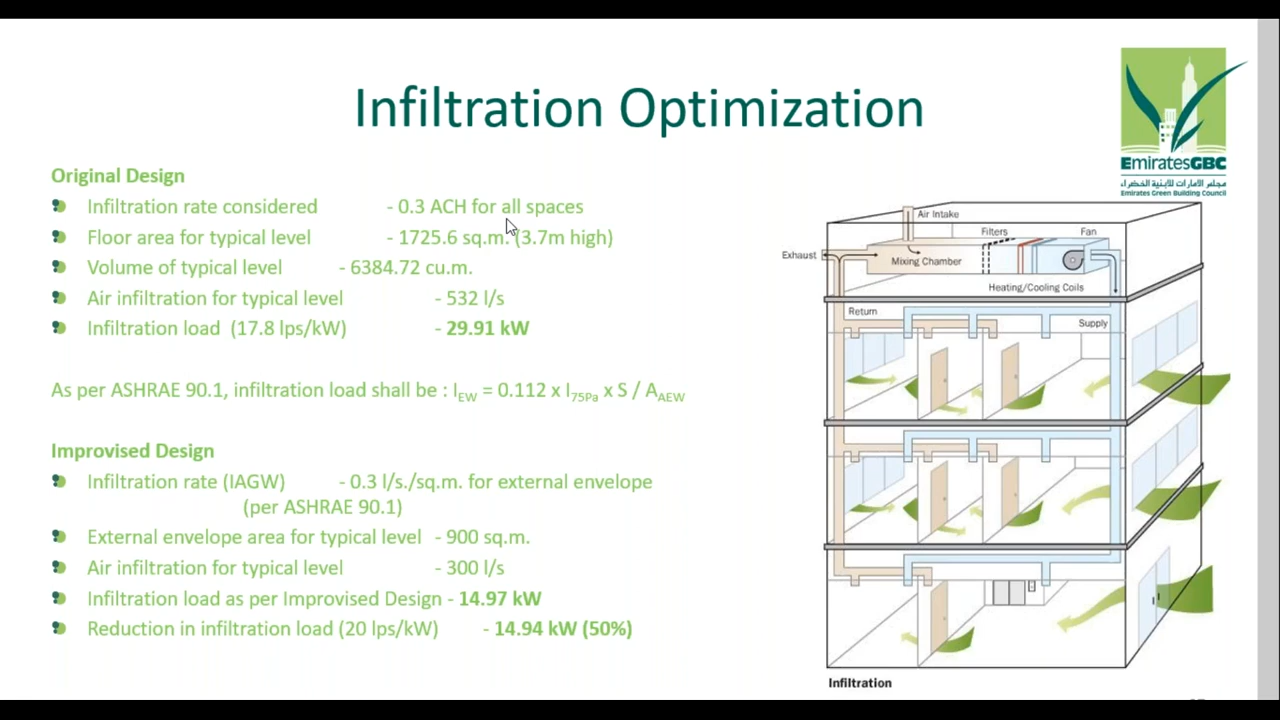 Infiltration Optimization
EmiratesGBC
مجلس الامارات للأبنية الخضراء
Emirates Green Building Council
Original Design
Infiltration rate considered - 0.3 ACH for all spaces
Floor area for typical level - 1725.6 sq.m. (3.7m high)
Volume of typical level - 6384.72 cu.m.
Air infiltration for typical level - 532 l/s
Infiltration load (17.8 lps/kW) - 29.91 kW
As per ASHRAE 90.1, infiltration load shall be : I_EW = 0.112 x I_75Pa x S / A_AEW
Improvised Design
Infiltration rate (IAGW) - 0.3 l/s./sq.m. for external envelope
(per ASHRAE 90.1)
External envelope area for typical level - 900 sq.m.
Air infiltration for typical level - 300 l/s
Infiltration load as per Improvised Design - 14.97 kW
Reduction in infiltration load (20 lps/kW) - 14.94 kW (50%)
Air Intake
Filters
Fan
Exhaust
Mixing Chamber
Heating/Cooling Coils
Return
Supply
Infiltration